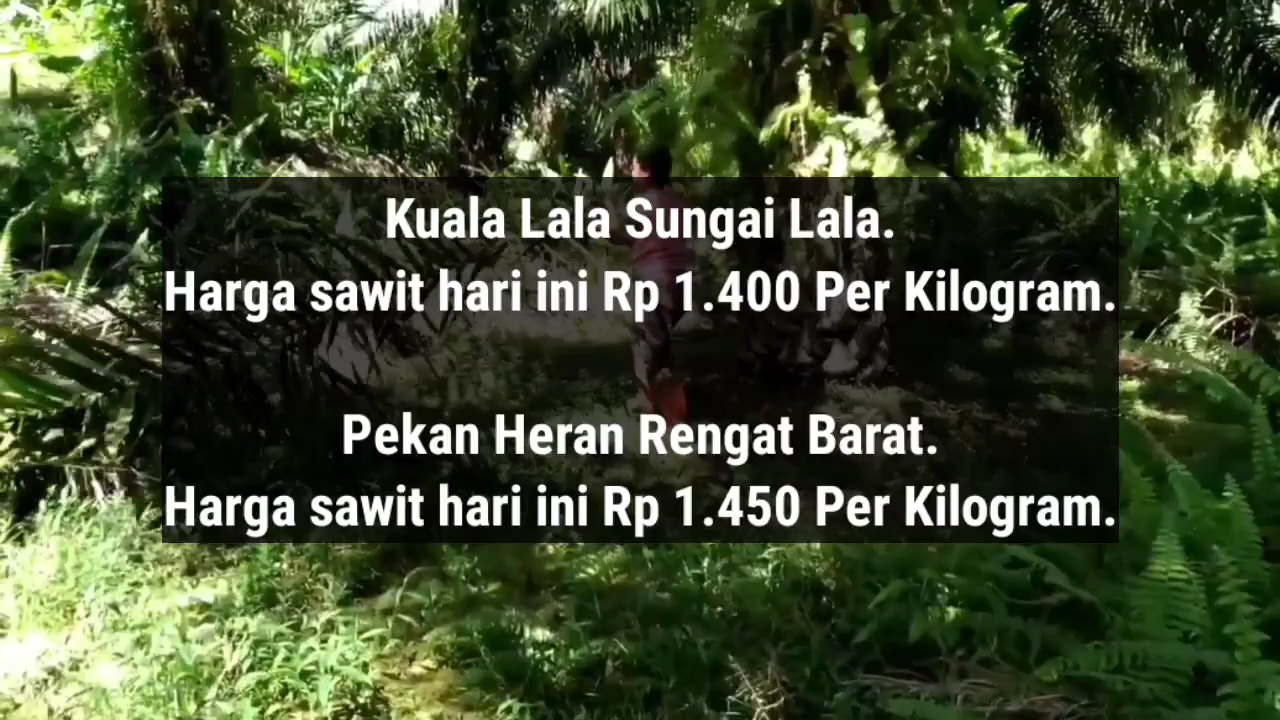 Kuala Lala Sungai Lala.
Harga sawit hari ini Rp 1.400 Per Kilogram.
Pekan Heran Rengat Barat.
Harga sawit hari ini Rp 1.450 Per Kilogram.